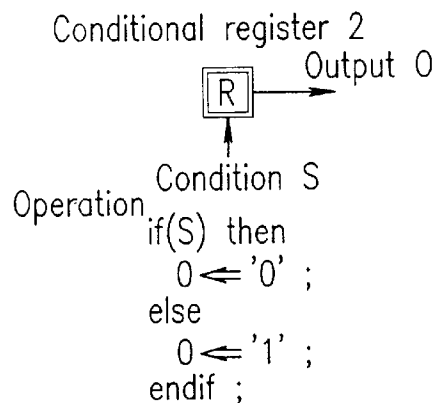 Conditional register 2
Output O
R
Condition S
Operation
if(S) then
O⇐'0' ;
else
O⇐'1' ;
endif ;